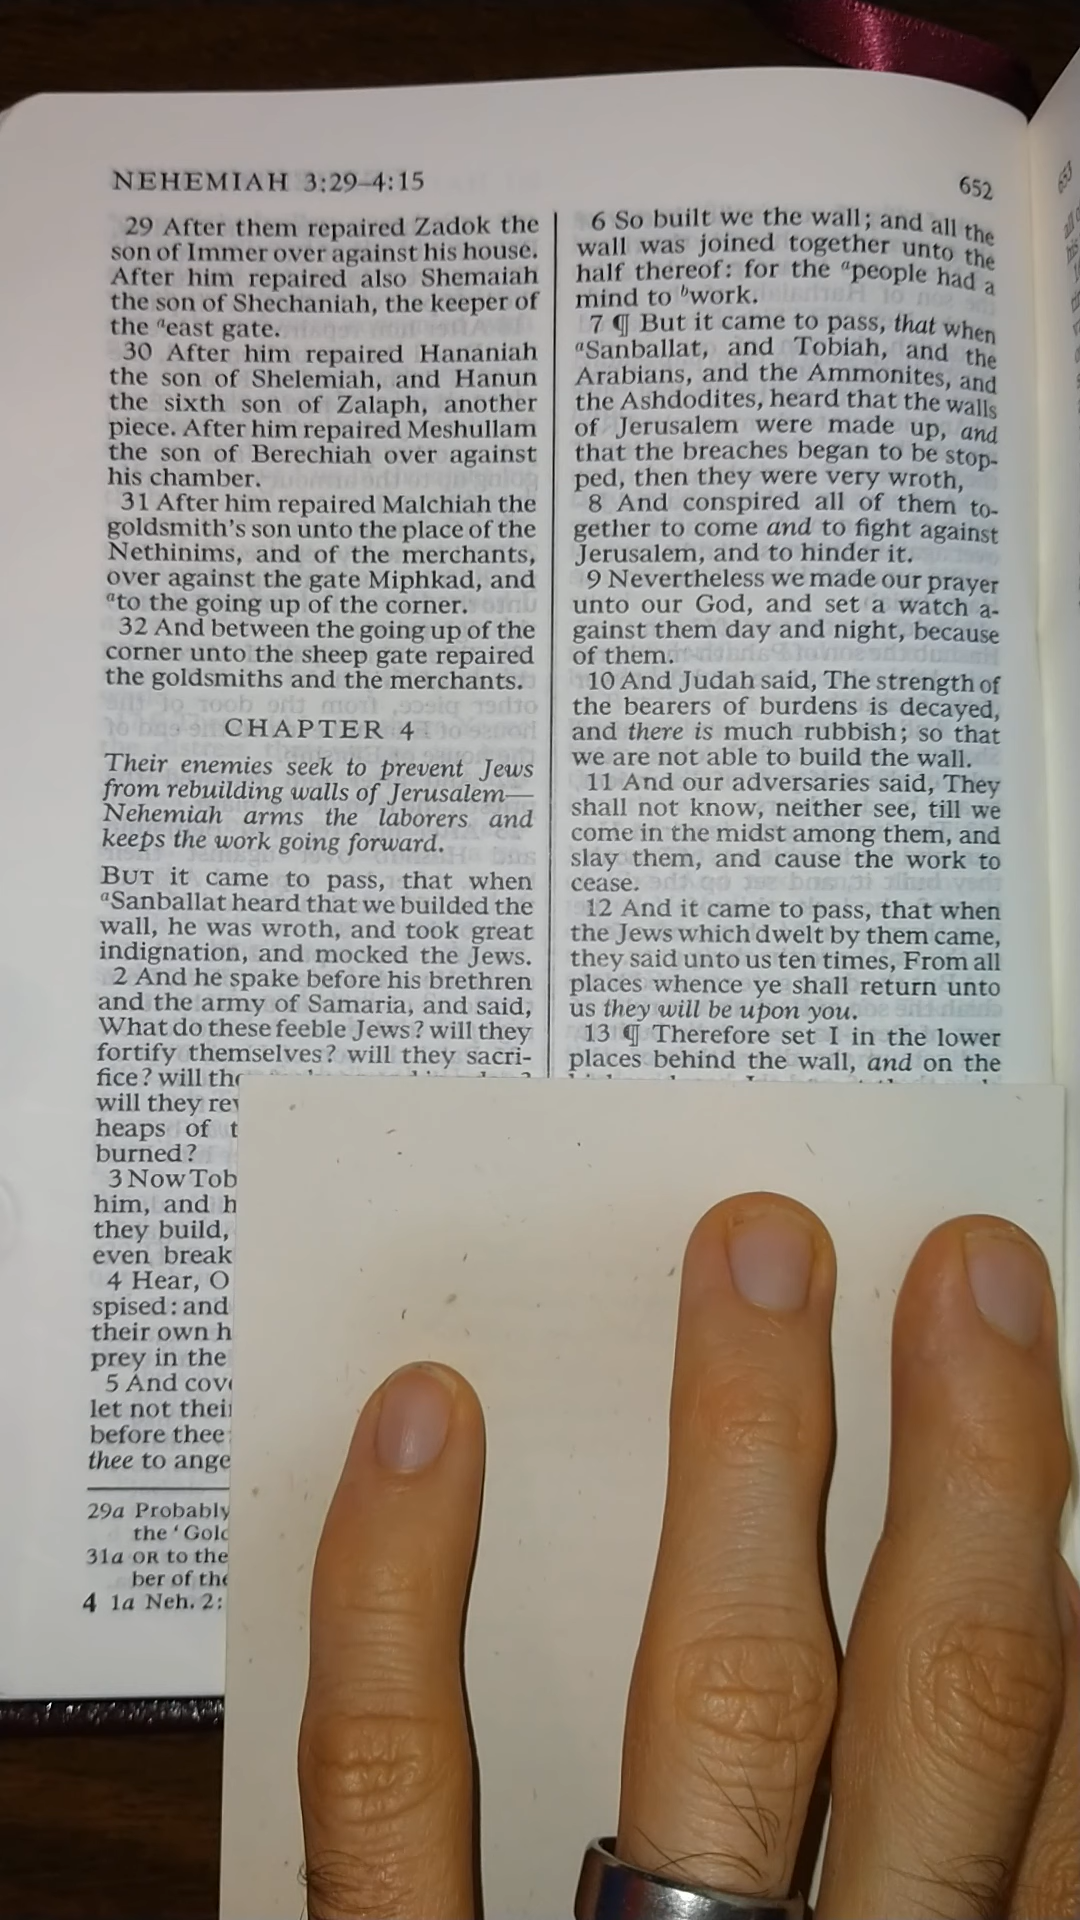 NEHEMIAH 3:29–4:15
652
29 After them repaired Zadok the
son of Immer over against his house.
After him repaired also Shemaiah
the son of Shechaniah, the keeper of
the aeast gate.
30 After him repaired Hananiah
the son of Shelemiah, and Hanun
the sixth son of Zalaph, another
piece. After him repaired Meshullam
the son of Berechiah over against
his chamber.
31 After him repaired Malchiah the
goldsmith's son unto the place of the
Nethinims, and of the merchants,
over against the gate Miphkad, and
ato the going up of the corner.
32 And between the going up of the
corner unto the sheep gate repaired
the goldsmiths and the merchants.
CHAPTER 4
Their enemies seek to prevent Jews
from rebuilding walls of Jerusalem—
Nehemiah arms the laborers and
keeps the work going forward.
BUT it came to pass, that when
aSanballat heard that we builded the
wall, he was wroth, and took great
indignation, and mocked the Jews.
2 And he spake before his brethren
and the army of Samaria, and said,
What do these feeble Jews? will they
fortify themselves? will they sacri-
fice? will
will they
heaps of
burned?
3 Now
him, and
they build,
even break
4 Hear, O
spised: and
their own
prey in the
5 And
let not
before thee
thee to
29a Probably
the ‘
31a OR to the
ber of
4 1a Neh. 2:
6 So built we the wall; and all the
wall was joined together unto the
half thereof: for the apeople had a
mind to bwork.
7 ¶ But it came to pass, that when
aSanballat, and Tobiah, and the
Arabians, and the Ammonites, and
the Ashdodites, heard that the walls
of Jerusalem were made up, and
that the breaches began to be stop-
ped, then they were very wroth,
8 And conspired all of them to-
gether to come and to fight against
Jerusalem, and to hinder it.
9 Nevertheless we made our prayer
unto our God, and set a watch a-
gainst them day and night, because
of them.
10 And Judah said, The strength of
the bearers of burdens is decayed,
and there is much rubbish; so that
we are not able to build the wall.
11 And our adversaries said, They
shall not know, neither see, till we
come in the midst among them, and
slay them, and cause the work to
cease.
12 And it came to pass, that when
the Jews which dwelt by them came,
they said unto us ten times, From all
places whence ye shall return unto
us they will be upon you.
13 ¶ Therefore set I in the lower
places behind the wall, and on the